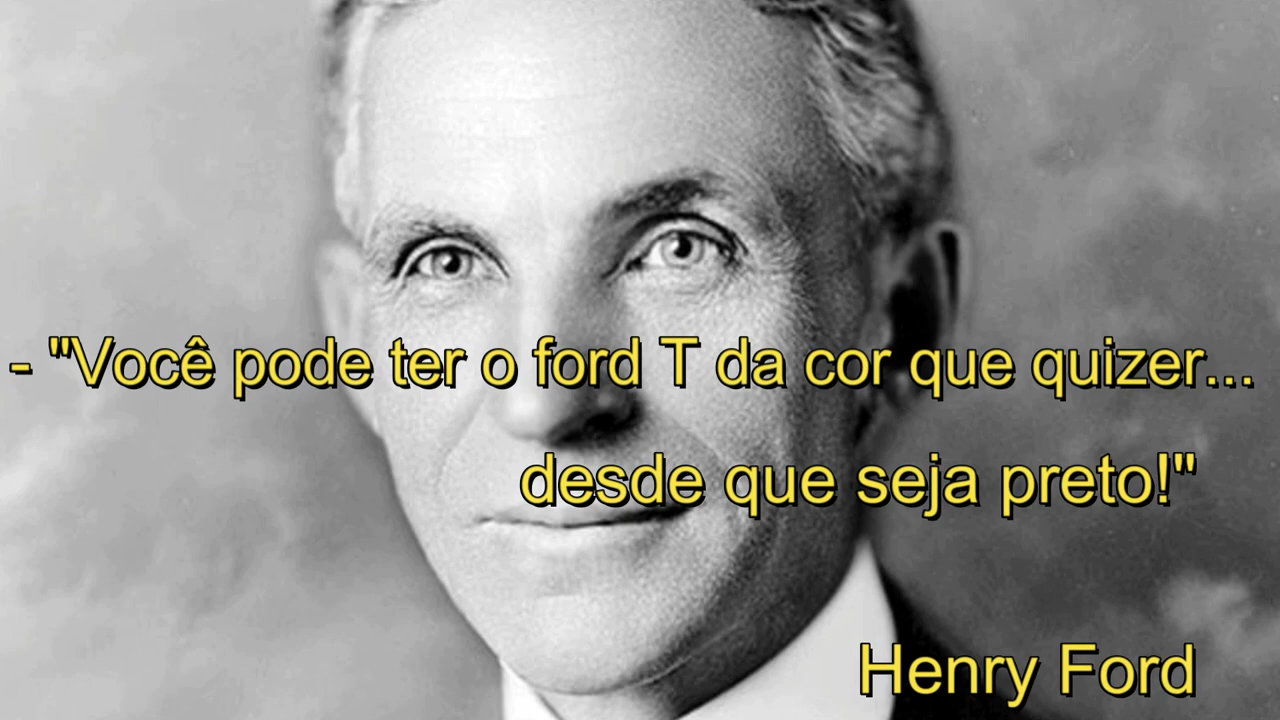 - "Você pode ter o ford T da cor que quizer...
desde que seja preto!"
Henry Ford